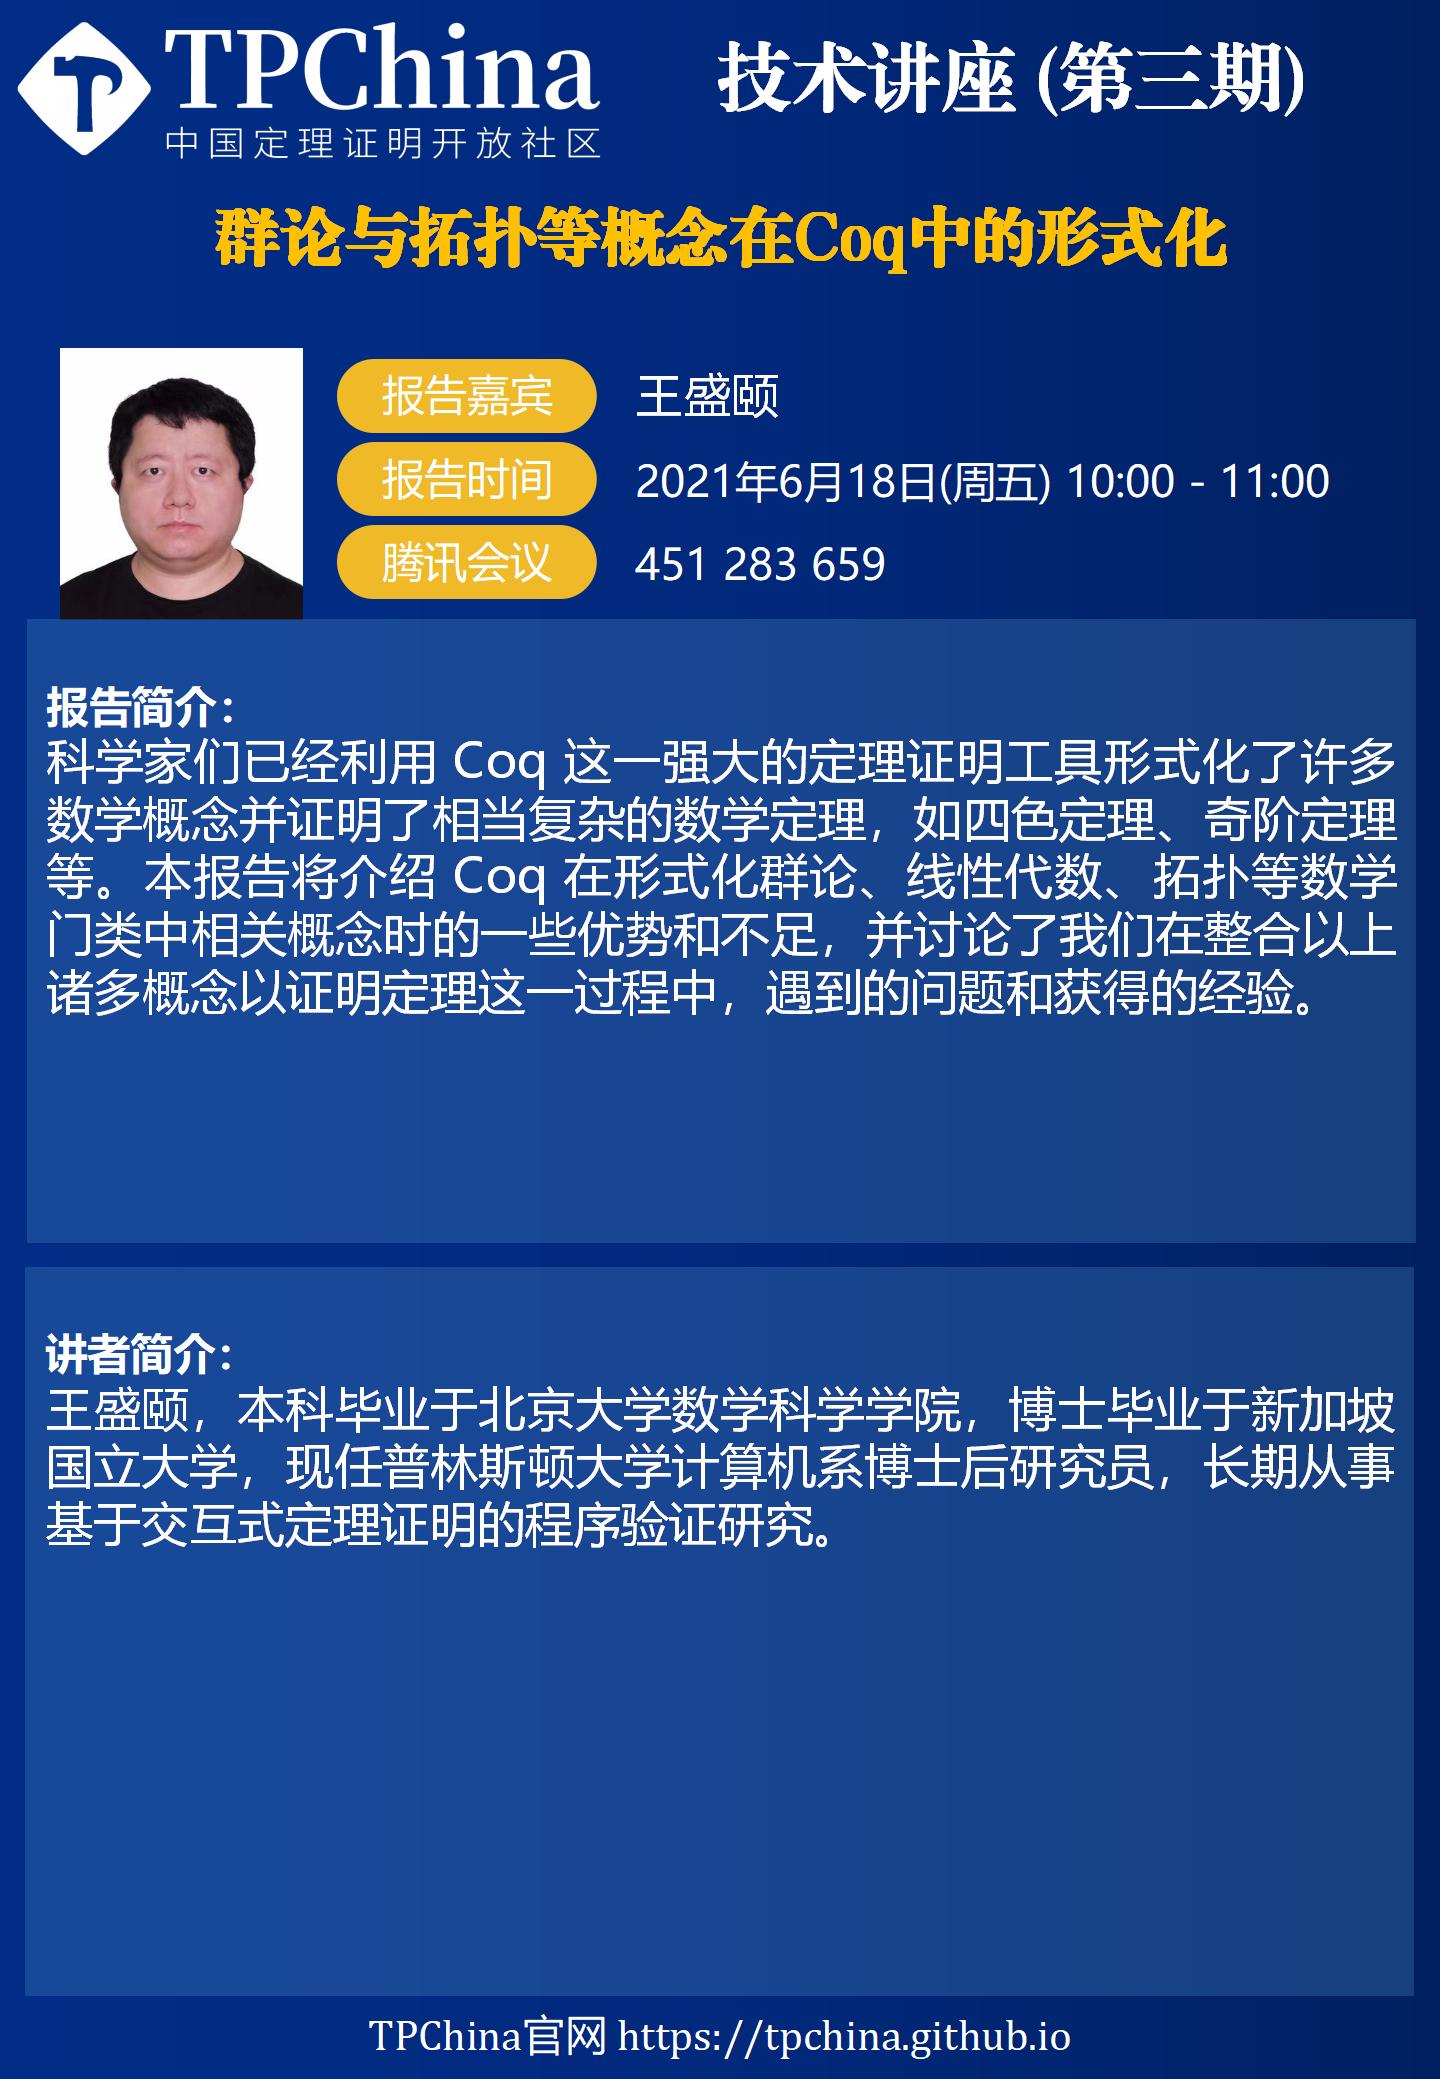 TPChina
中国定理证明开放社区
技术讲座 (第三期)
群论与拓扑等概念在Coq中的形式化
报告嘉宾
王盛颐
报告时间
2021年6月18日(周五) 10:00 - 11:00
腾讯会议
451 283 659
报告简介：
科学家们已经利用 Coq 这一强大的定理证明工具形式化了许多
数学概念并证明了相当复杂的数学定理，如四色定理、奇阶定理
等。本报告将介绍 Coq 在形式化群论、线性代数、拓扑等数学
门类中相关概念时的一些优势和不足，并讨论了我们在整合以上
诸多概念以证明定理这一过程中，遇到的问题和获得的经验。
讲者简介：
王盛颐，本科毕业于北京大学数学科学学院，博士毕业于新加坡
国立大学，现任普林斯顿大学计算机系博士后研究员，长期从事
基于交互式定理证明的程序验证研究。
TPChina官网 https://tpchina.github.io